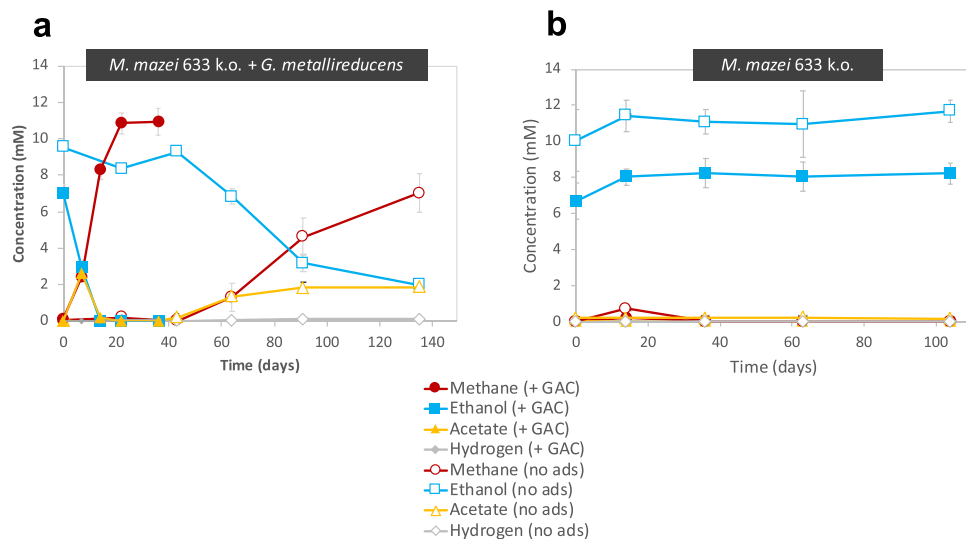 a
M. mazei 633 k.o. + G. metallireducens
14
12
10
8
6
4
2
0
Concentration (mM)
0 20 40 60 80 100 120 140
Time (days)
b
M. mazei 633 k.o.
14
12
10
8
6
4
2
0
Concentration (mM)
0 20 40 60 80 100
Time (days)
Methane (+ GAC)
Ethanol (+ GAC)
Acetate (+ GAC)
Hydrogen (+ GAC)
Methane (no ads)
Ethanol (no ads)
Acetate (no ads)
Hydrogen (no ads)